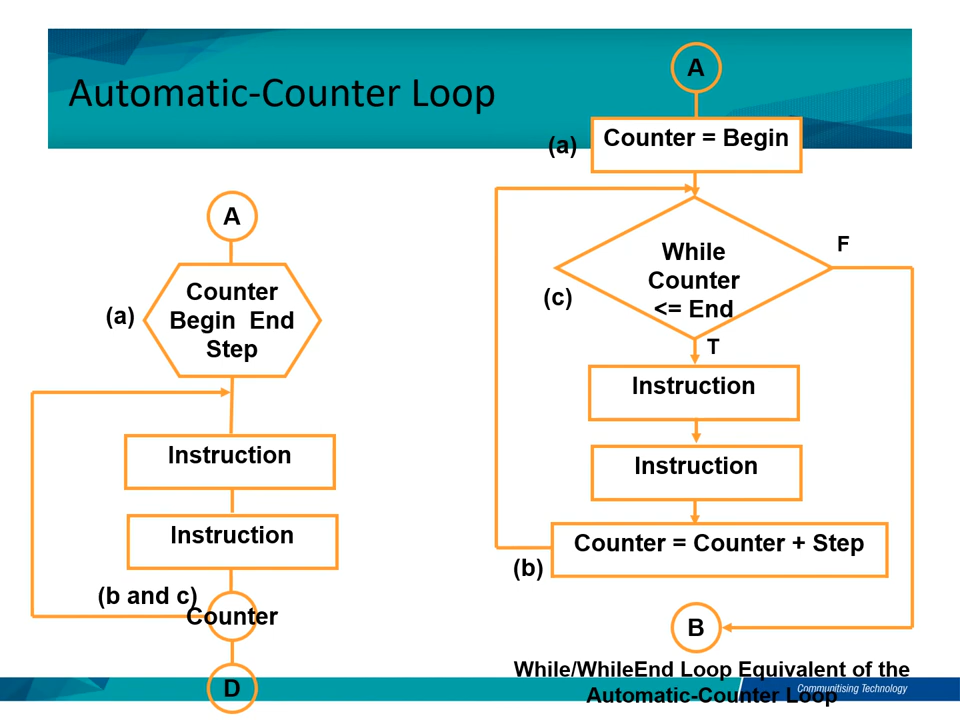 Automatic-Counter Loop
A
(a)
Counter
Begin End
Step
Instruction
Instruction
(b and c)
Counter
D
A
(a)
Counter = Begin
While
Counter
<= End
(c)
F
T
Instruction
Instruction
Counter = Counter + Step
(b)
B
While/WhileEnd Loop Equivalent of the
Automatic-Counter Loop
Communitising Technology